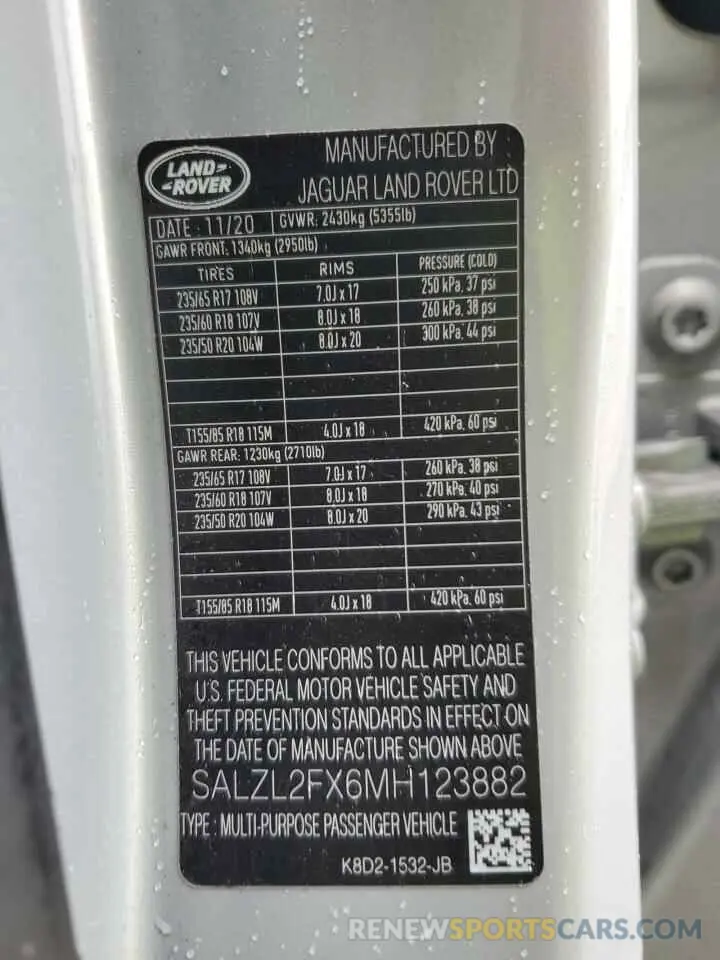 LAND-
-ROVER
MANUFACTURED BY
JAGUAR LAND ROVER LTD
DATE : 11/20 GVWR: 2430kg (5355lb)
GAWR FRONT: 1340kg (2950lb)
TIRES RIMS PRESSURE (COLD)
235/65 R17 108V 7.0J x 17 250 kPa, 37 psi
235/60 R18 107V 8.0J x 18 260 kPa, 38 psi
235/50 R20 104W 8.0J x 20 300 kPa, 44 psi
T155/85 R18 115M 4.0J x 18 420 kPa, 60 psi
GAWR REAR: 1230kg (2710lb)
235/65 R17 108V 7.0J x 17 260 kPa, 38 psi
235/60 R18 107V 8.0J x 18 270 kPa, 40 psi
235/50 R20 104W 8.0J x 20 290 kPa, 43 psi
T155/85 R18 115M 4.0J x 18 420 kPa, 60 psi
THIS VEHICLE CONFORMS TO ALL APPLICABLE
U.S. FEDERAL MOTOR VEHICLE SAFETY AND
THEFT PREVENTION STANDARDS IN EFFECT ON
THE DATE OF MANUFACTURE SHOWN ABOVE
SALZL2FX6MH123882
TYPE : MULTI-PURPOSE PASSENGER VEHICLE
K8D2-1532-JB
RENEWSPORTSCARS.COM